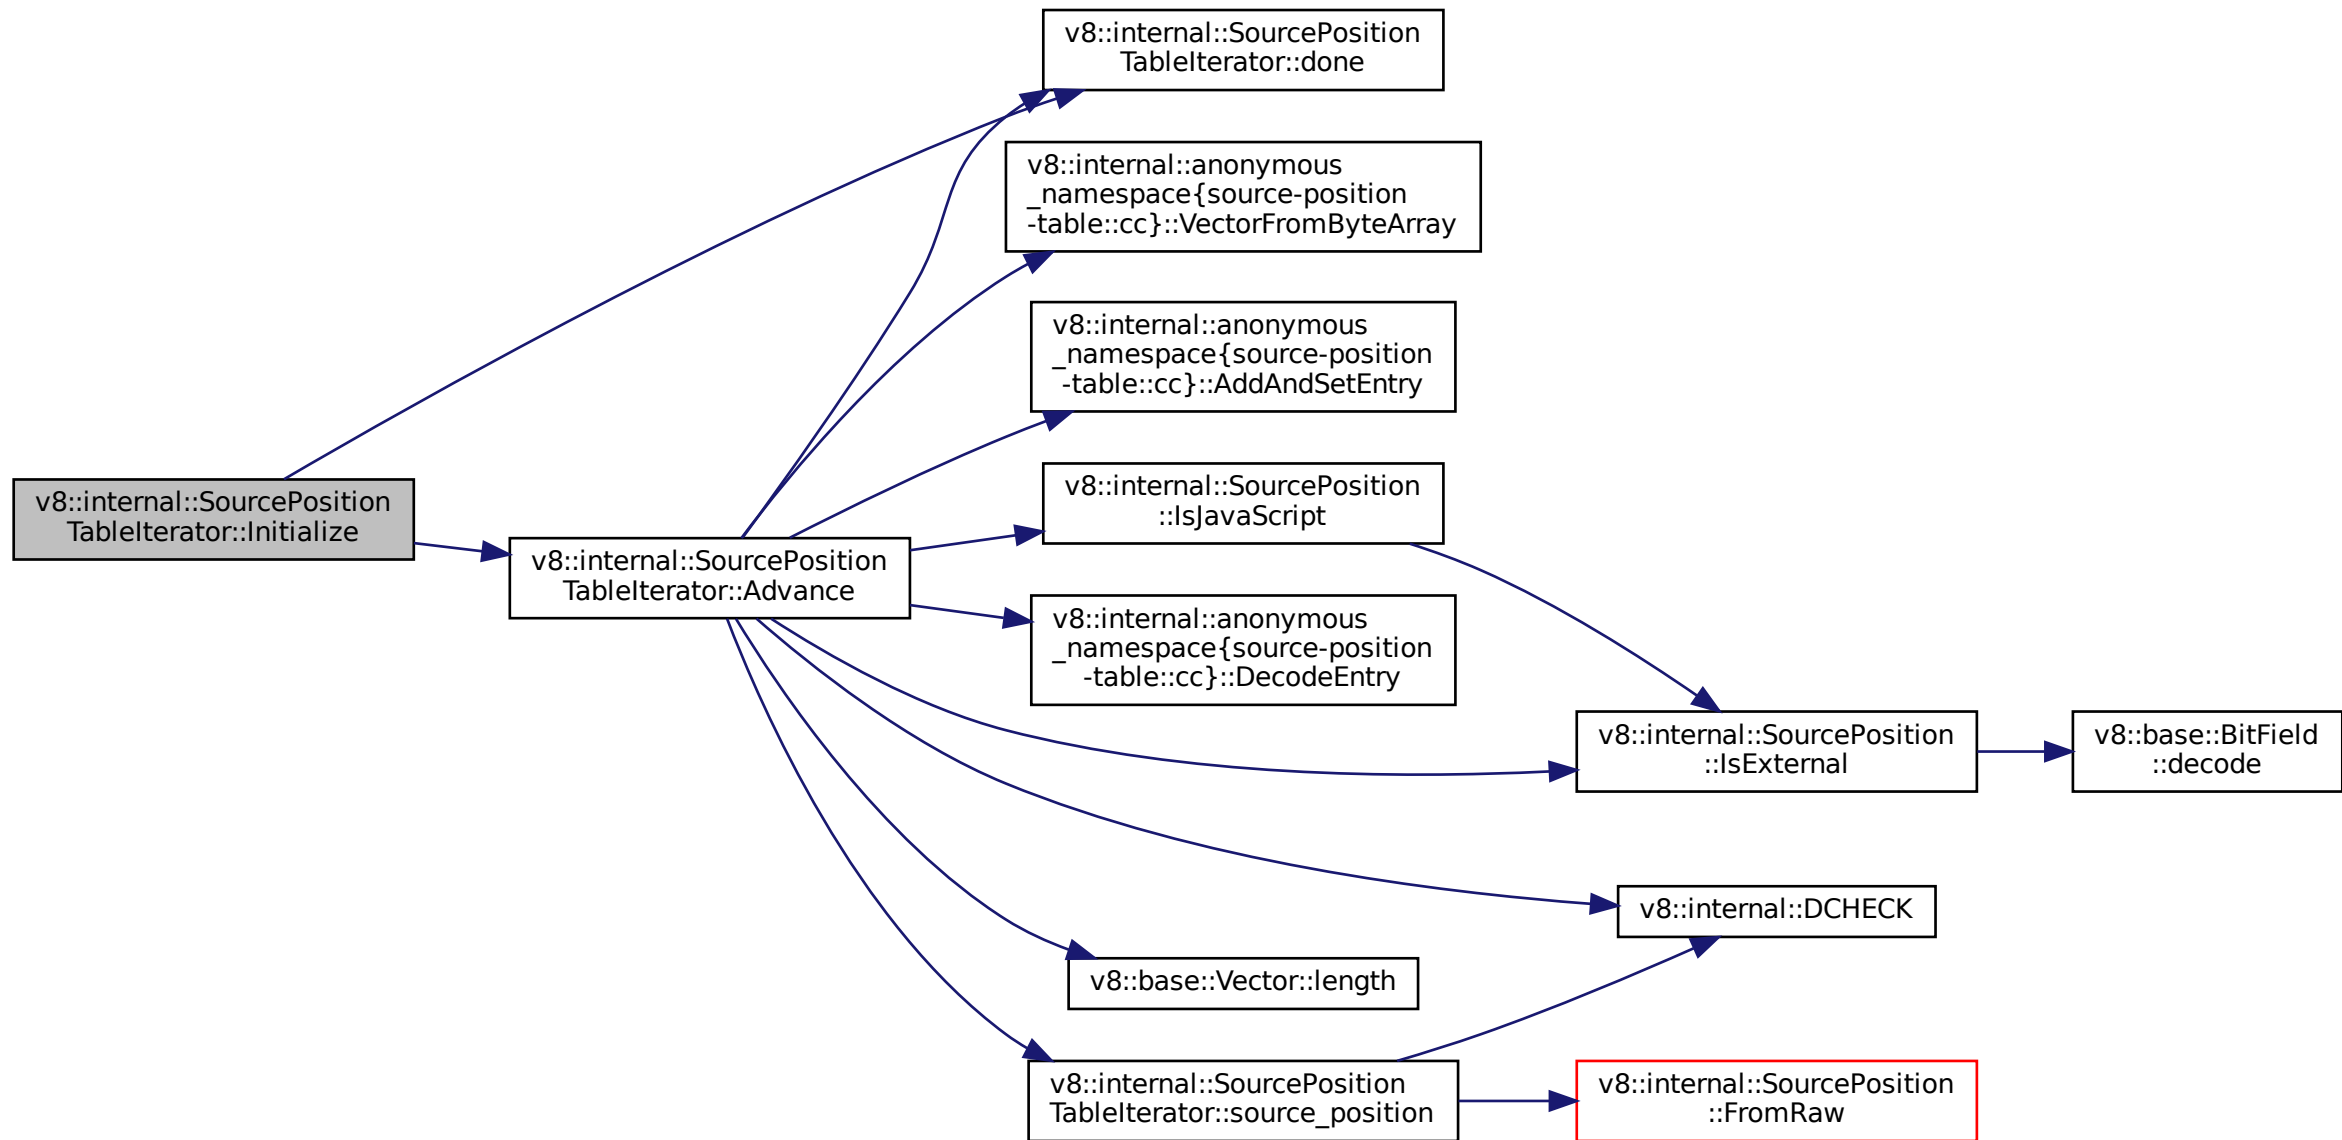 v8::internal::SourcePosition
TableIterator::Initialize
v8::internal::SourcePosition
TableIterator::Advance
v8::internal::SourcePosition
TableIterator::done
v8::internal::anonymous
_namespace{source-position
-table::cc}::VectorFromByteArray
v8::internal::anonymous
_namespace{source-position
-table::cc}::AddAndSetEntry
v8::internal::SourcePosition
::IsJavaScript
v8::internal::anonymous
_namespace{source-position
-table::cc}::DecodeEntry
v8::internal::SourcePosition
::IsExternal
v8::base::BitField
::decode
v8::internal::DCHECK
v8::base::Vector::length
v8::internal::SourcePosition
TableIterator::source_position
v8::internal::SourcePosition
::FromRaw